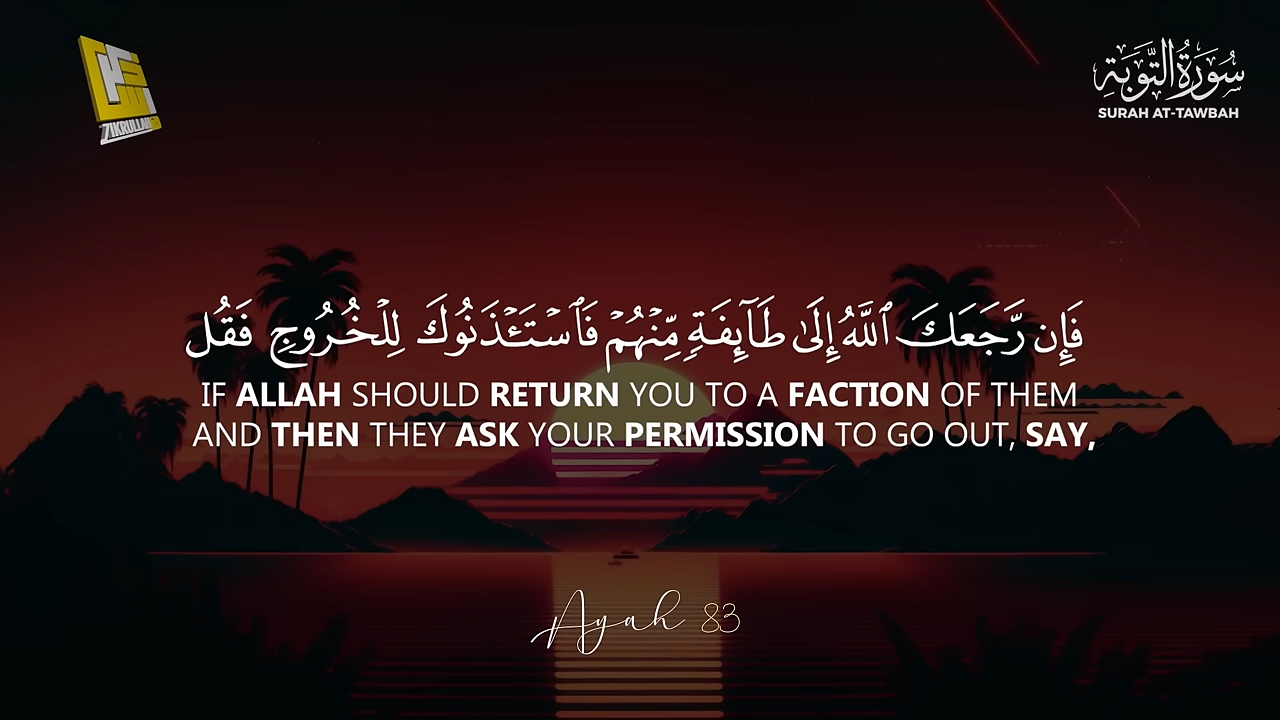 ZIKRULLAH
سُورَةُ التَّوْبَةِ
SURAH AT-TAWBAH
فَإِن رَّجَعَكَ ٱللَّهُ إِلَىٰ طَآئِفَةٍ مِّنْهُمْ فَٱسْتَـْٔذَنُوكَ لِلْخُرُوجِ فَقُل
IF ALLAH SHOULD RETURN YOU TO A FACTION OF THEM
AND THEN THEY ASK YOUR PERMISSION TO GO OUT, SAY,
Ayah 83